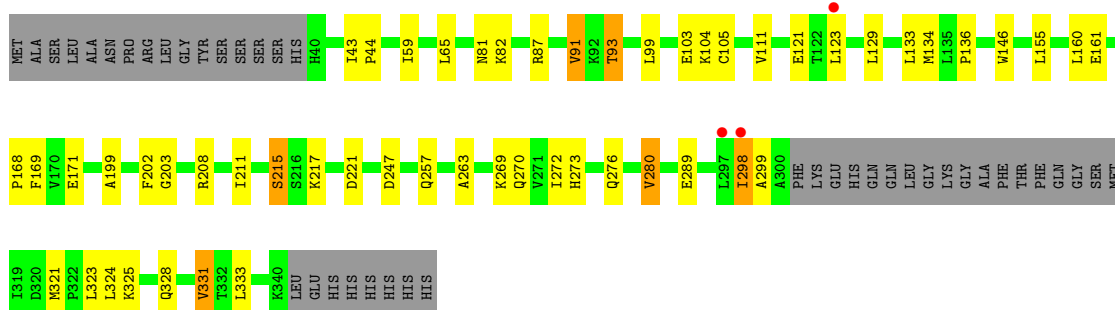 MET ALA SER LEU ALA ASN PRO ARG LEU GLY TYR SER SER SER SER HIS H40 I43 P44 I59 L65 N81 K82 R87 V91 K92 T93 L99 E103 K104 C105 V111 E121 T122 L123 L129 L133 M134 L135 P136 W146 L155 L160 E161
P168 F169 V170 E171 A199 F202 G203 R208 I211 S215 S216 K217 D221 D247 Q257 A263 K269 Q270 V271 I272 H273 Q276 V280 E289 L297 I298 A299 A300 PHE LYS GLU HIS GLN GLN LEU GLY LYS GLY ALA PHE THR PHE GLN GLY SER MET
I319 D320 M321 P322 L323 L324 K325 Q328 V331 T332 L333 K340 LEU GLU HIS HIS HIS HIS HIS HIS